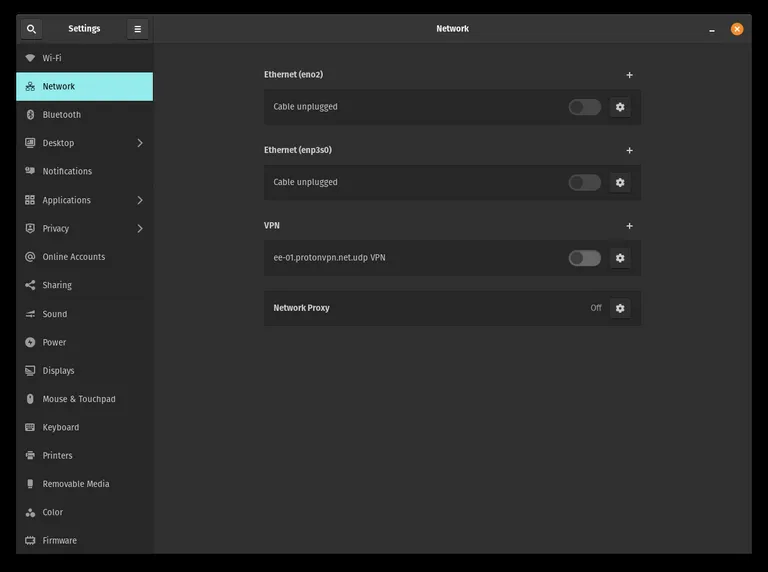 Settings
Network
Wi-Fi
Network
Bluetooth
Desktop
Notifications
Applications
Privacy
Online Accounts
Sharing
Sound
Power
Displays
Mouse & Touchpad
Keyboard
Printers
Removable Media
Color
Firmware
Ethernet (eno2)
Cable unplugged
Ethernet (enp3s0)
Cable unplugged
VPN
ee-01.protonvpn.net.udp VPN
Network Proxy Off